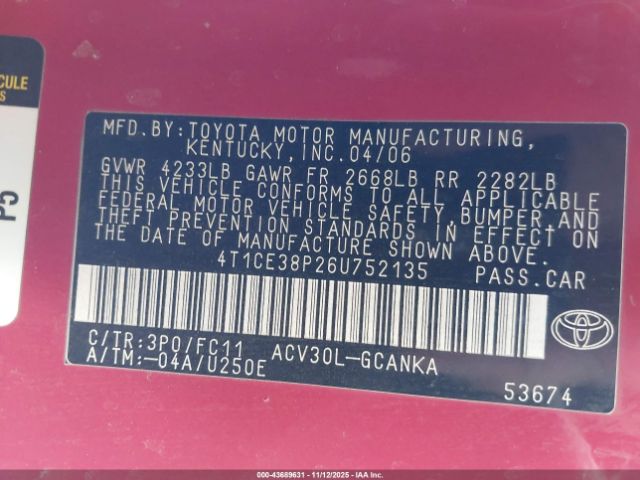 CULE
S
P5
MFD.BY:TOYOTA MOTOR MANUFACTURING,
KENTUCKY,INC.04/06
GVWR 4233LB GAWR FR 2668LB RR 2282LB
THIS VEHICLE CONFORMS TO ALL APPLICABLE
FEDERAL MOTOR VEHICLE SAFETY,BUMPER AND
THEFT PREVENTION STANDARDS IN EFFECT ON
THE DATE OF MANUFACTURE SHOWN ABOVE.
4T1CE38P26U752135 PASS.CAR
C/TR:3P0/FC11 ACV30L-GCANKA
A/TM:-04A/U250E
53674
000-43689631 - 11/12/2025 - IAA, Inc.